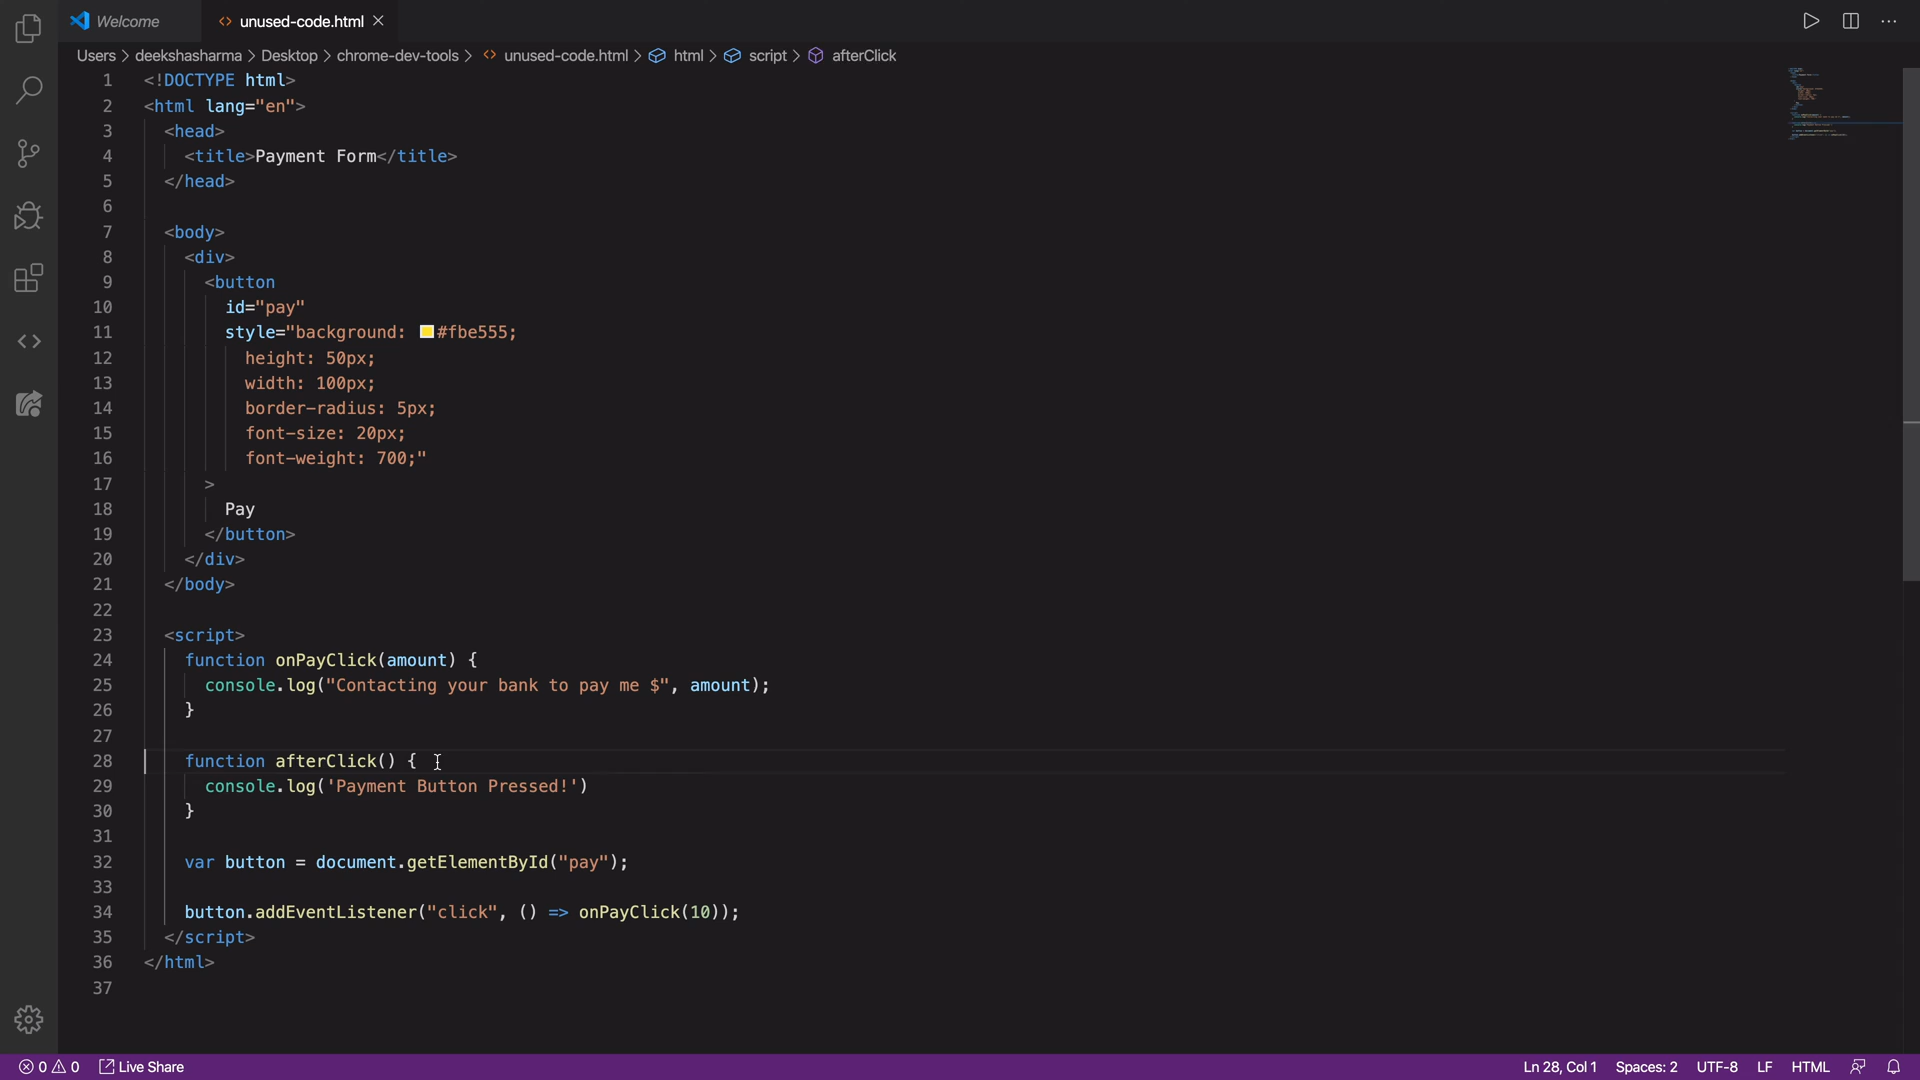 Welcome
unused-code.html
Users > deekshasharma > Desktop > chrome-dev-tools > unused-code.html > html > script > afterClick
1 <!DOCTYPE html>
2 <html lang="en">
3 <head>
4 <title>Payment Form</title>
5 </head>
6
7 <body>
8 <div>
9 <button
10 id="pay"
11 style="background: #fbe555;
12 height: 50px;
13 width: 100px;
14 border-radius: 5px;
15 font-size: 20px;
16 font-weight: 700;"
17 >
18 Pay
19 </button>
20 </div>
21 </body>
22
23 <script>
24 function onPayClick(amount) {
25 console.log("Contacting your bank to pay me $", amount);
26 }
27
28 function afterClick() {
29 console.log('Payment Button Pressed!')
30 }
31
32 var button = document.getElementById("pay");
33
34 button.addEventListener("click", () => onPayClick(10));
35 </script>
36 </html>
37
0 0 Live Share Ln 28, Col 1 Spaces: 2 UTF-8 LF HTML